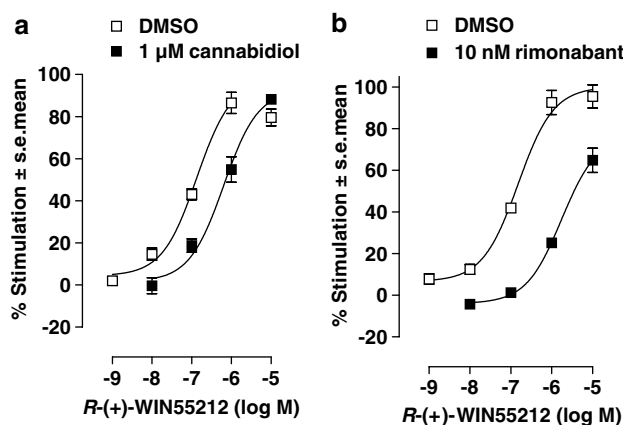 a
□ DMSO
■ 1 µM cannabidiol
% Stimulation ± s.e.mean
100
80
60
40
20
0
-20
-9 -8 -7 -6 -5
R-(+)-WIN55212 (log M)
b
□ DMSO
■ 10 nM rimonabant
% Stimulation ± s.e.mean
100
80
60
40
20
0
-20
-9 -8 -7 -6 -5
R-(+)-WIN55212 (log M)